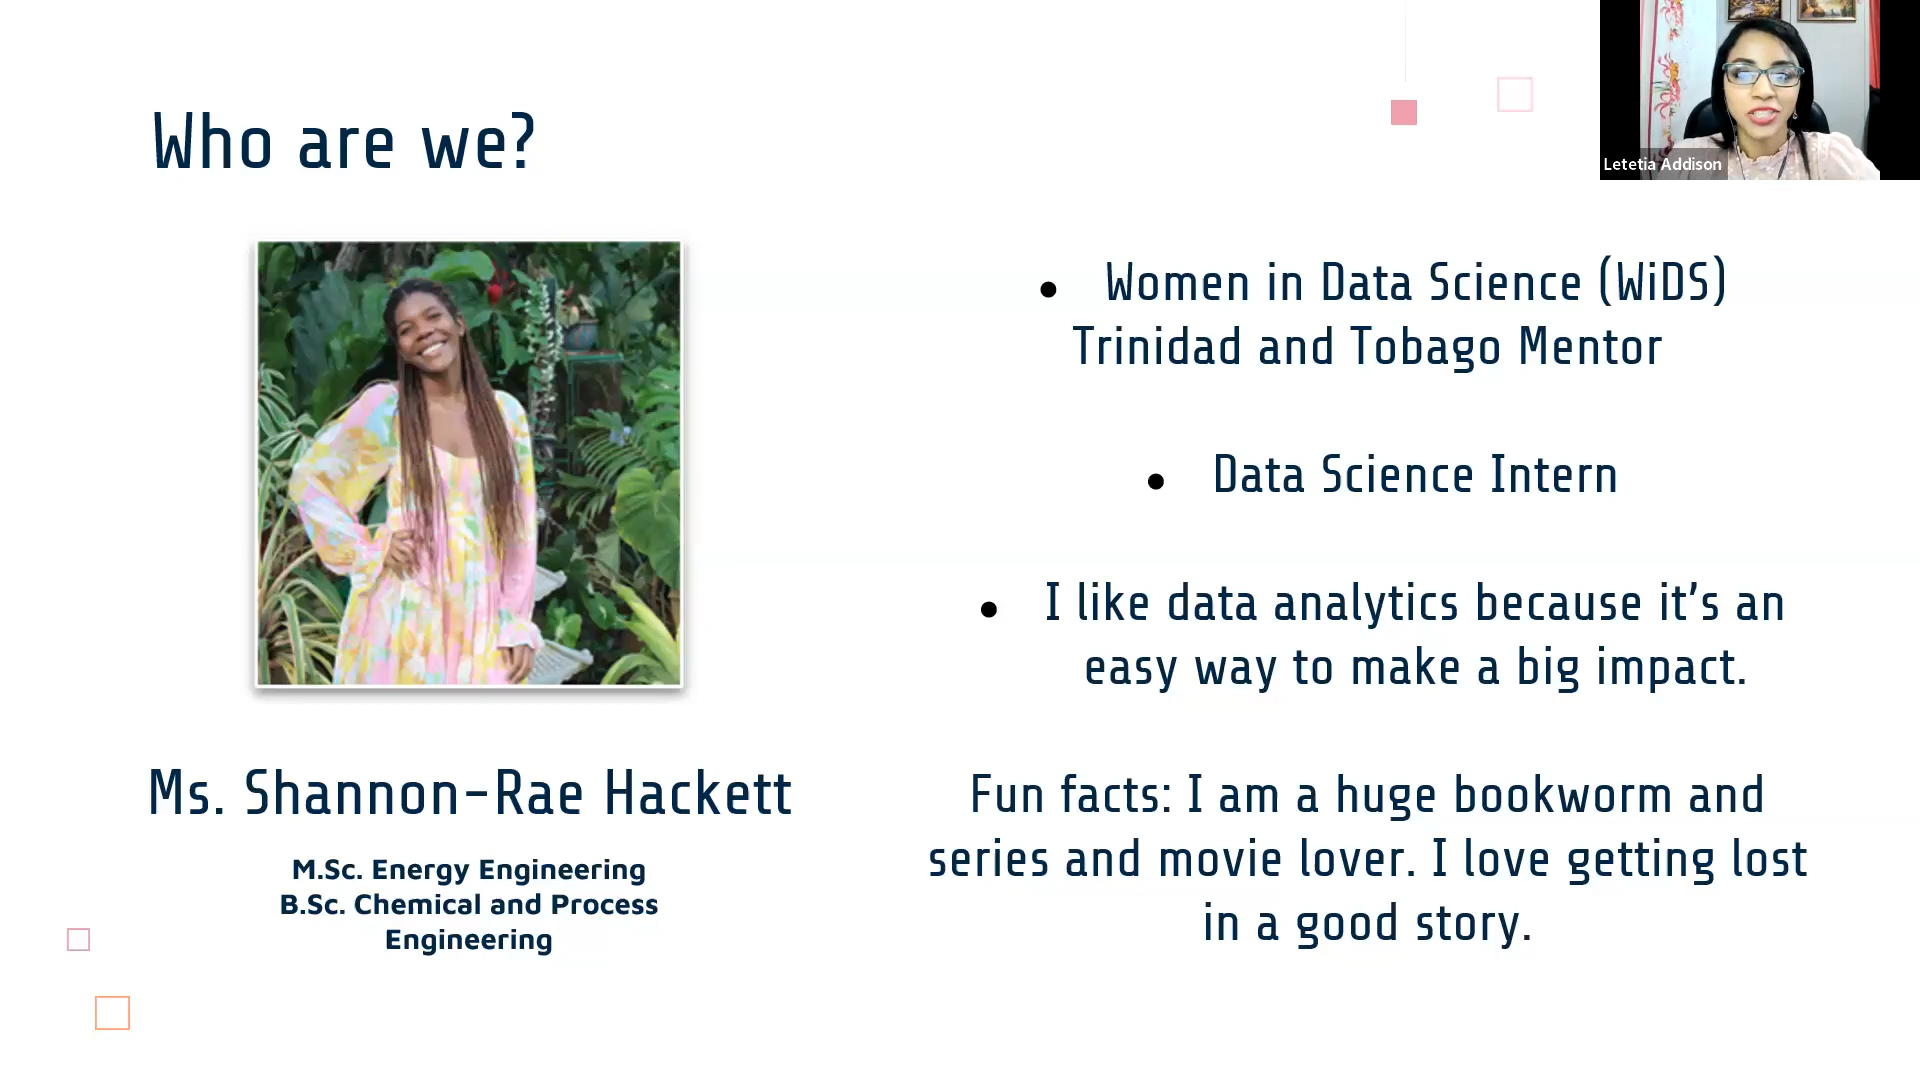 Who are we?
Letetia Addison
• Women in Data Science (WiDS)
Trinidad and Tobago Mentor
• Data Science Intern
• I like data analytics because it’s an
easy way to make a big impact.
Ms. Shannon-Rae Hackett
M.Sc. Energy Engineering
B.Sc. Chemical and Process
Engineering
Fun facts: I am a huge bookworm and
series and movie lover. I love getting lost
in a good story.